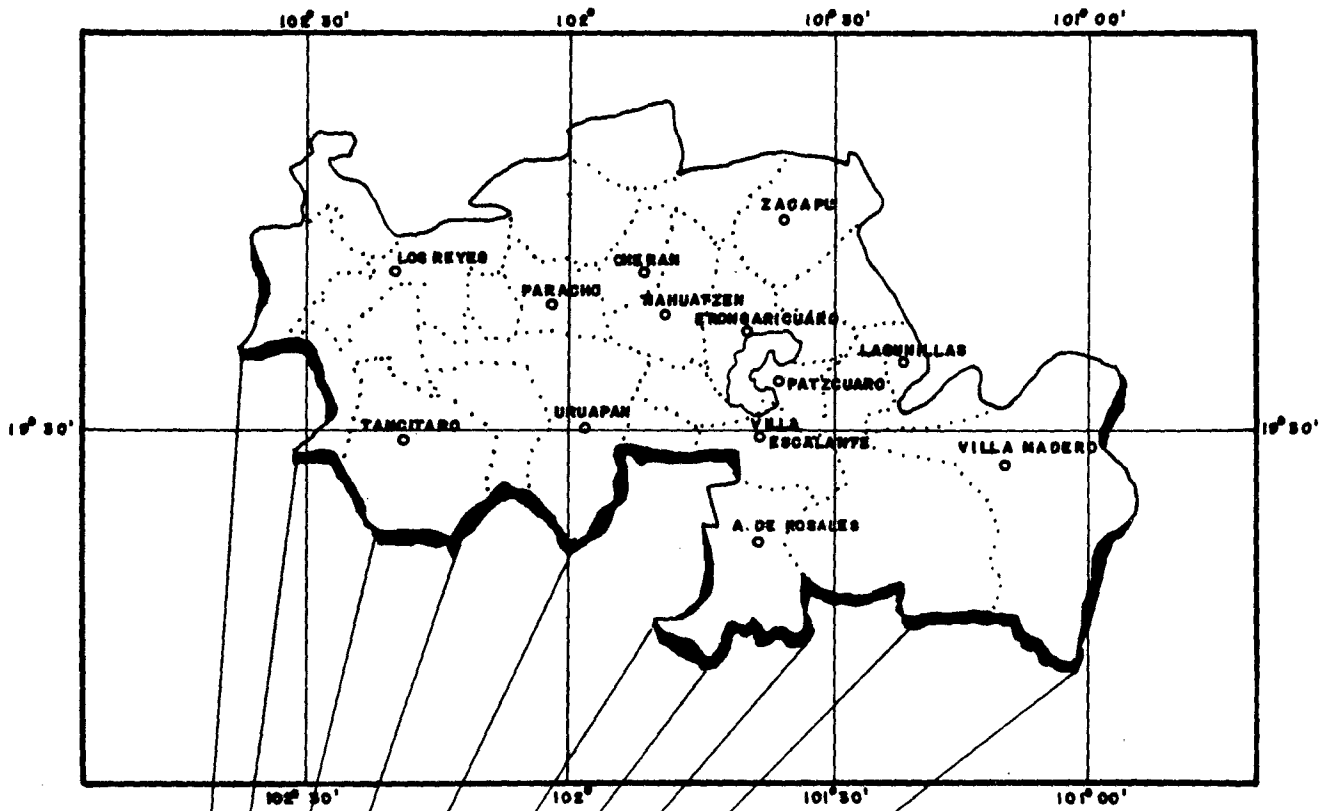 102° 30' 102° 101° 30' 101° 00'
ZACAPU
LOS REYES
CHERAN
PARACHO
NAHUATZEN
ERONGARICUARO
LAGUNILLAS
PATZCUARO
TANCITARO
URUAPAN
VILLA
ESCALANTE
19° 30' 19° 30'
VILLA MADERO
A. DE ROSALES
102° 30' 102° 101° 30' 101° 00'